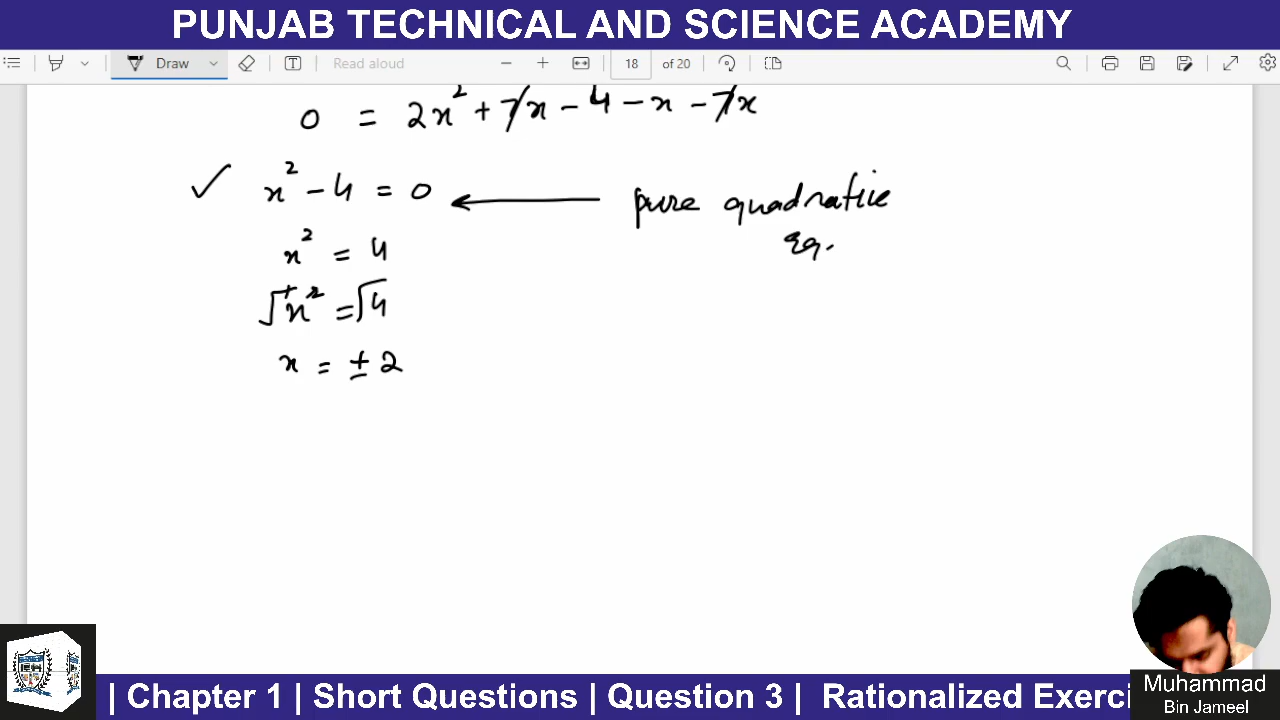 PUNJAB TECHNICAL AND SCIENCE ACADEMY
Draw Read aloud 18 of 20
0 = 2x² + 7x - 4 - x - 7x
x² - 4 = 0 ← pure quadratic
eq.
x² = 4
√x² = √4
x = ± 2
| Chapter 1 | Short Questions | Question 3 | Rationalized Exerci
Muhammad
Bin Jameel